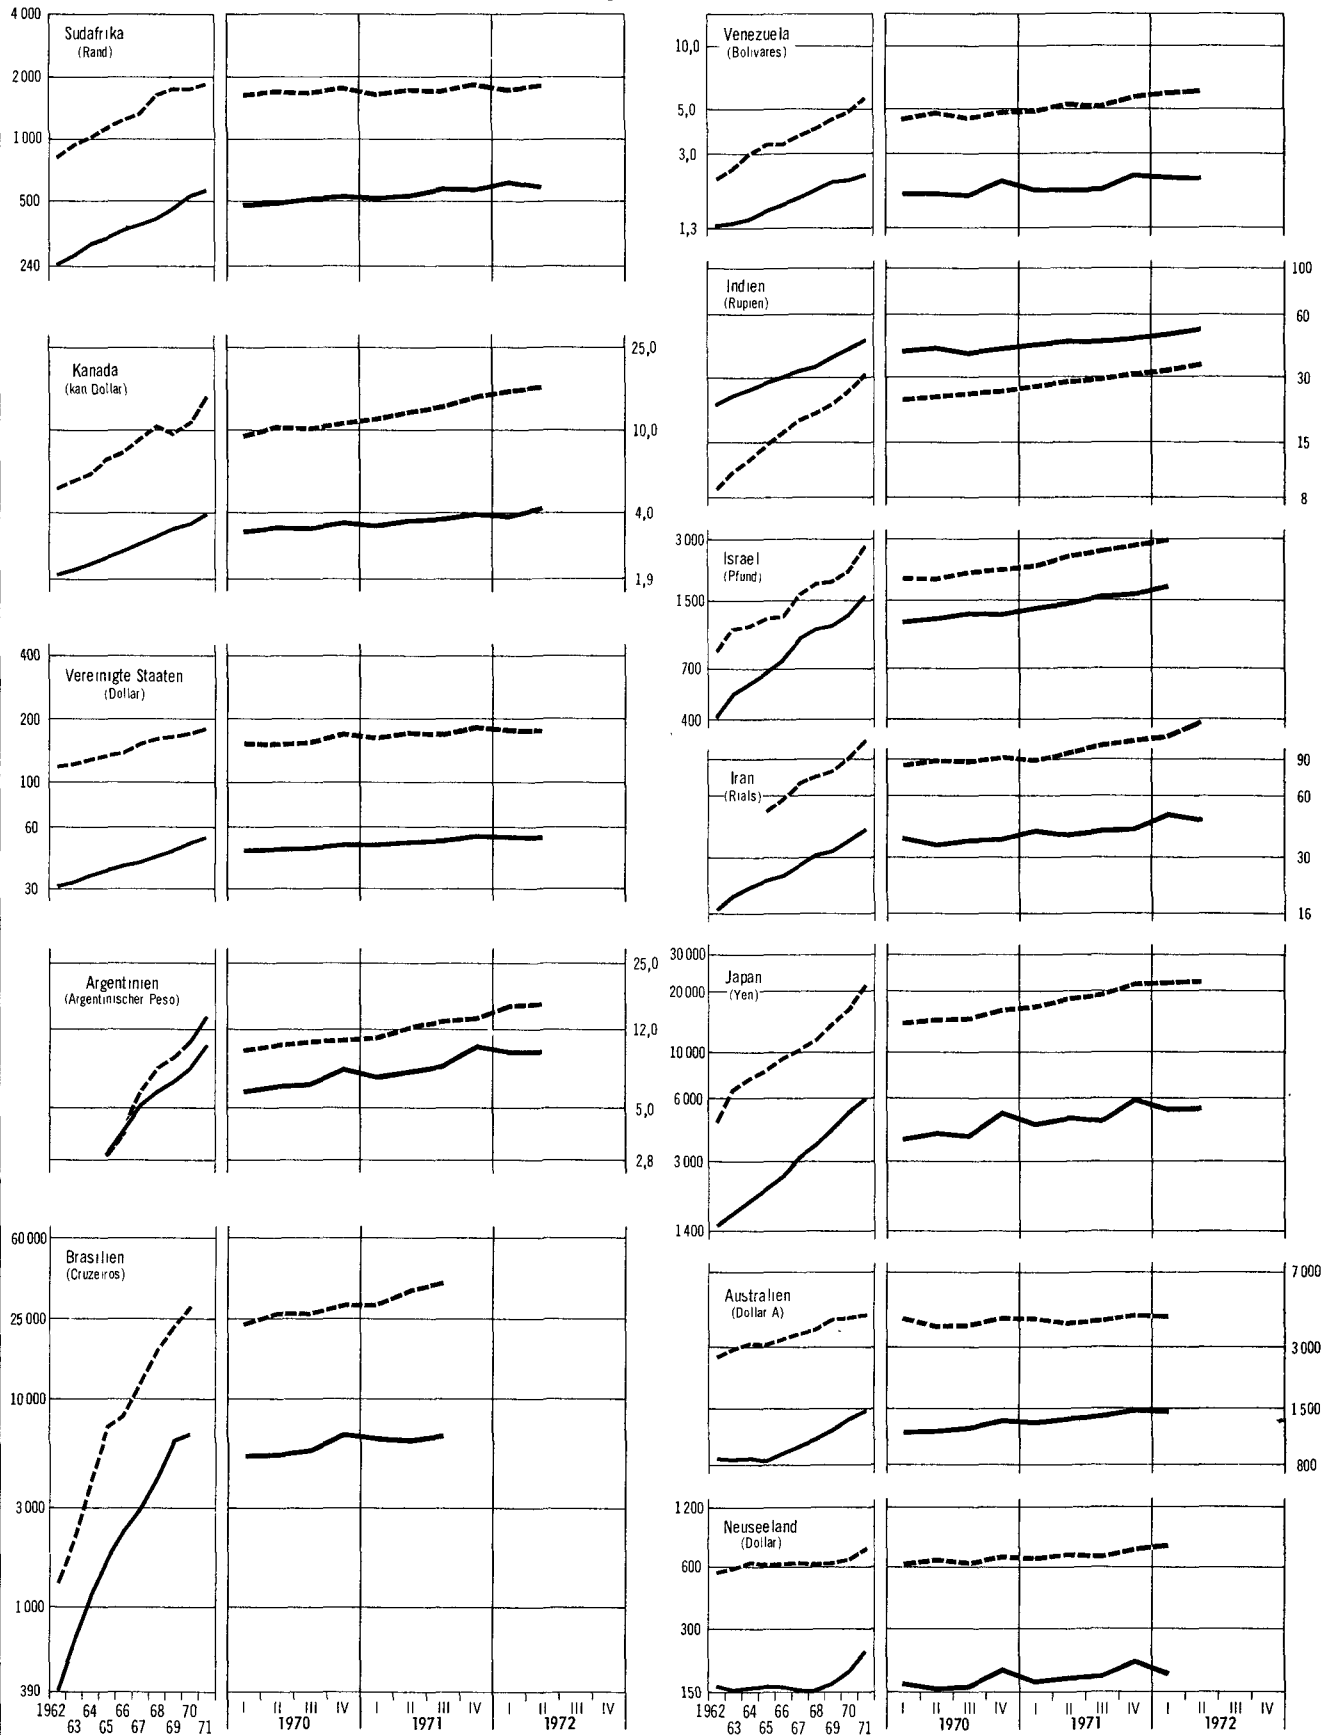 4 000
Sudafrika
(Rand)
2 000
1 000
500
240
Kanada
(kan Dollar)
25,0
10,0
4,0
1,9
400
Vereinigte Staaten
(Dollar)
200
100
60
30
Argentinien
(Argentinischer Peso)
25,0
12,0
5,0
2,8
60 000
Brasilien
(Cruzeiros)
25 000
10 000
3 000
1 000
390
1962 64 66 68 70
63 65 67 69 71
I II III IV I II III IV I II III IV
1970 1971 1972
Venezuela
(Bolivares)
10,0
5,0
3,0
1,3
Indien
(Rupien)
100
60
30
15
8
3 000
Israel
(Pfund)
1 500
700
400
Iran
(Rials)
90
60
30
16
30 000
Japan
(Yen)
20 000
10 000
6 000
3 000
1 400
Australien
(Dollar A)
7 000
3 000
1 500
800
1 200
Neuseeland
(Dollar)
600
300
150
1962 64 66 68 70
63 65 67 69 71
I II III IV I II III IV I II III IV
1970 1971 1972